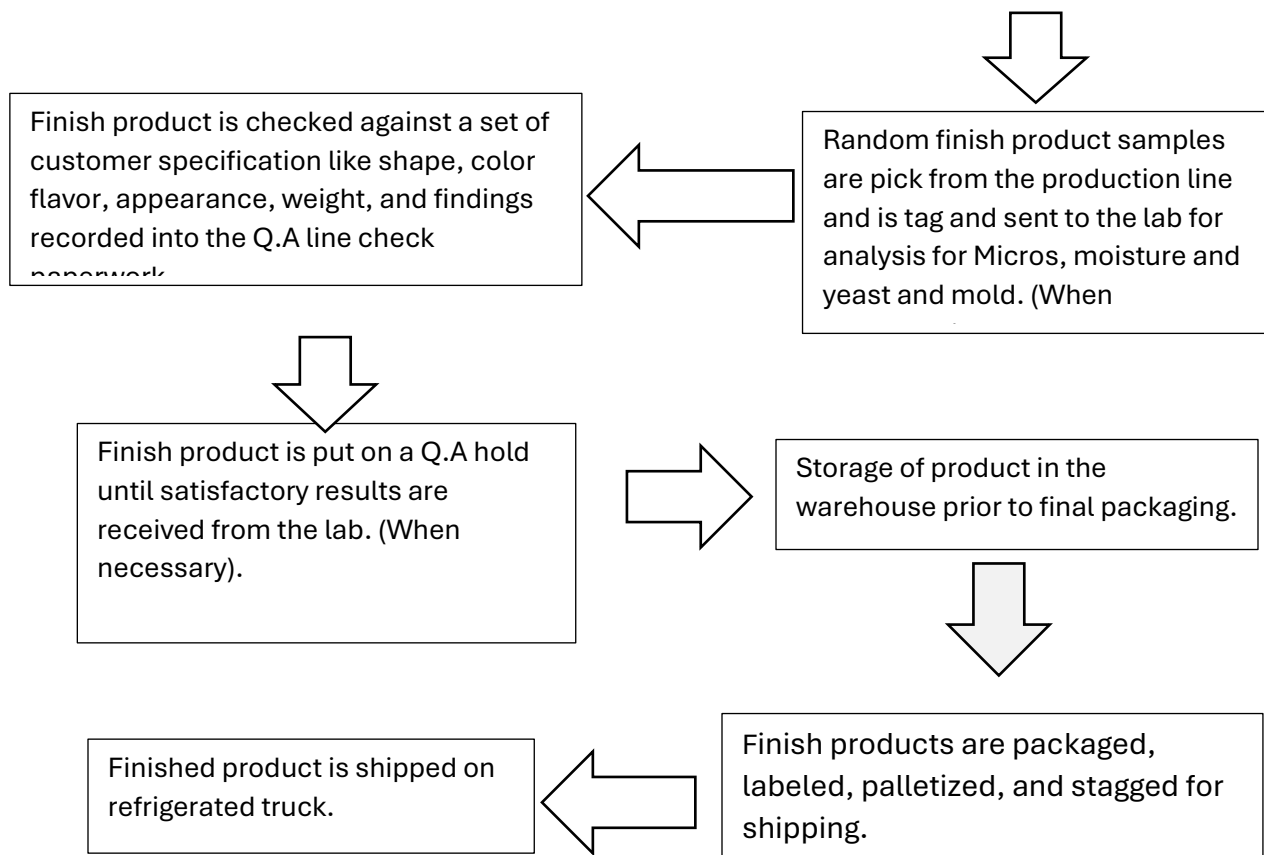 Random finish product samples
are pick from the production line
and is tag and sent to the lab for
analysis for Micros, moisture and
yeast and mold. (When
Finish product is checked against a set of
customer specification like shape, color
flavor, appearance, weight, and findings
recorded into the Q.A line check
Finish product is put on a Q.A hold
until satisfactory results are
received from the lab. (When
necessary).
Storage of product in the
warehouse prior to final packaging.
Finish products are packaged,
labeled, palletized, and stagged for
shipping.
Finished product is shipped on
refrigerated truck.